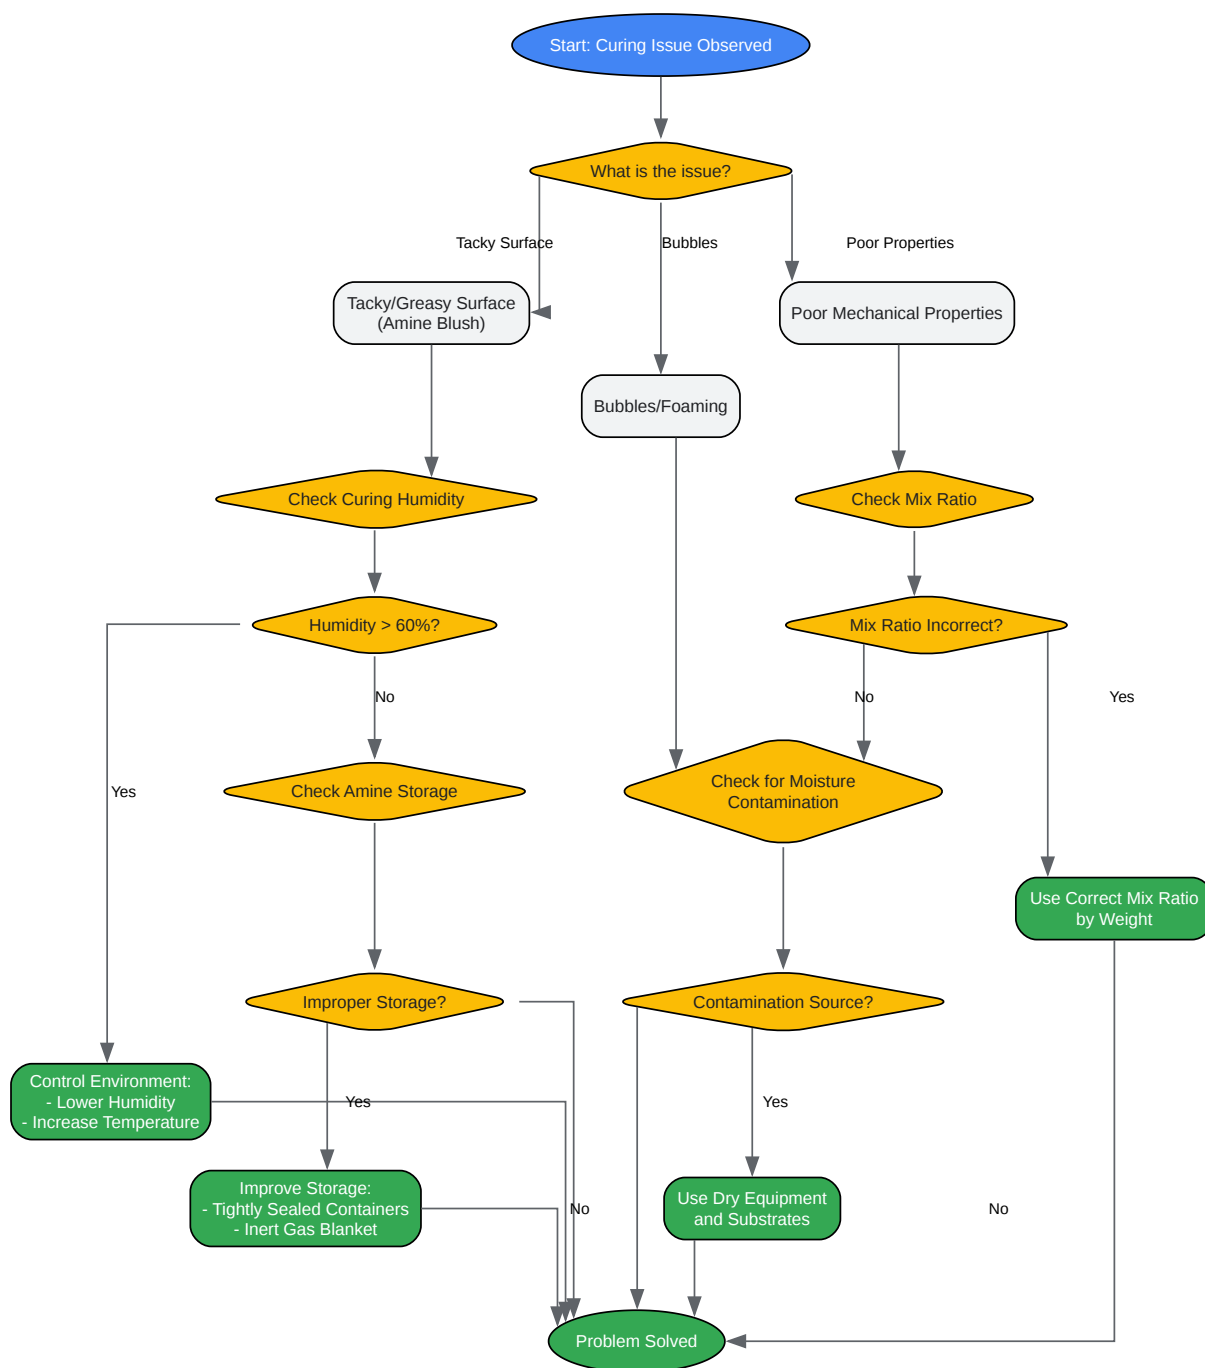 Start: Curing Issue Observed
What is the issue?
Tacky Surface
Bubbles
Poor Properties
Tacky/Greasy Surface
(Amine Blush)
Poor Mechanical Properties
Bubbles/Foaming
Check Curing Humidity
Check Mix Ratio
Humidity > 60%?
Mix Ratio Incorrect?
No
No
Yes
Yes
Check Amine Storage
Check for Moisture
Contamination
Use Correct Mix Ratio
by Weight
Improper Storage?
Contamination Source?
Control Environment:
- Lower Humidity
- Increase Temperature
Yes
Yes
Improve Storage:
- Tightly Sealed Containers
- Inert Gas Blanket
No
Use Dry Equipment
and Substrates
No
Problem Solved